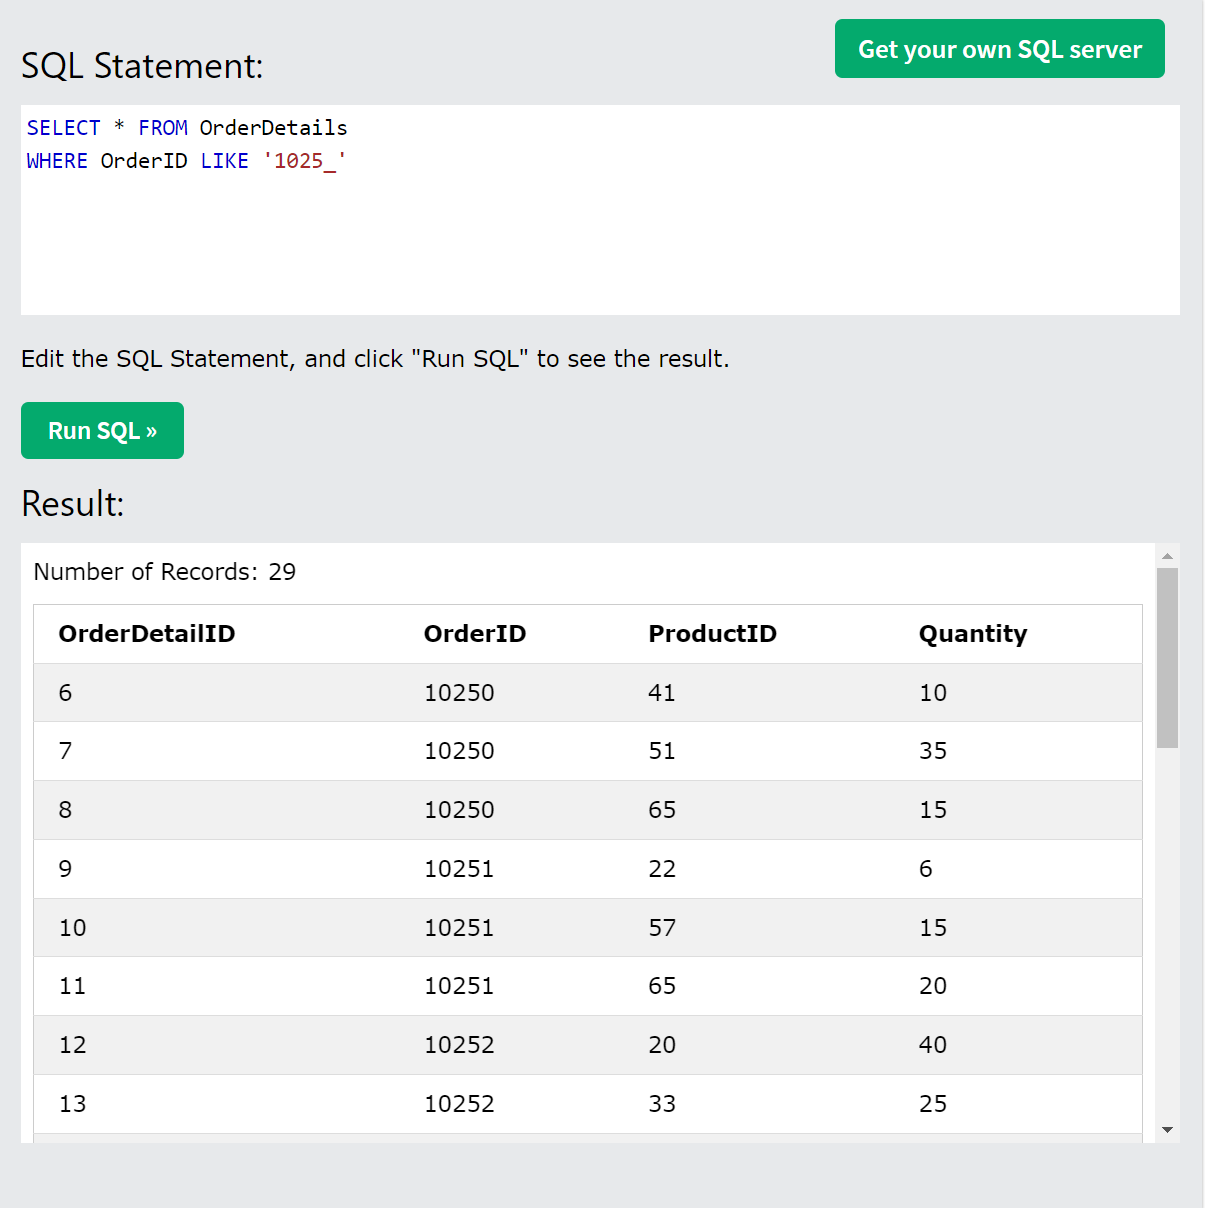 Get your own SQL server
SQL Statement:
SELECT * FROM OrderDetails
WHERE OrderID LIKE '1025_'
Edit the SQL Statement, and click "Run SQL" to see the result.
Run SQL »
Result:
Number of Records: 29
OrderDetailID OrderID ProductID Quantity
6 10250 41 10
7 10250 51 35
8 10250 65 15
9 10251 22 6
10 10251 57 15
11 10251 65 20
12 10252 20 40
13 10252 33 25